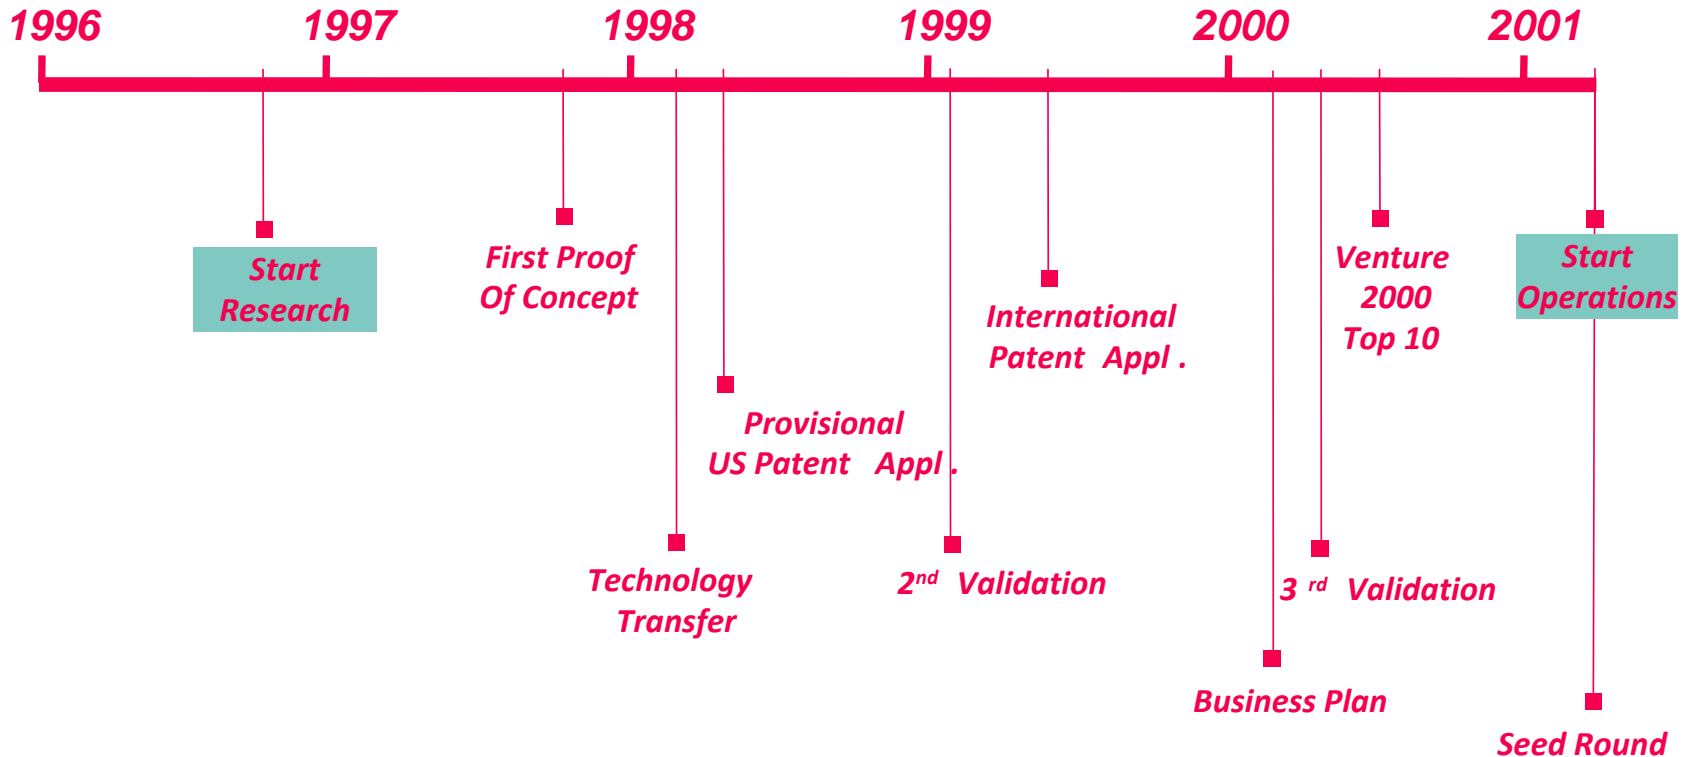 1996 1997 1998 1999 2000 2001
Start
Research
First Proof
Of Concept
Technology
Transfer
Provisional
US Patent Appl .
2nd Validation
International
Patent Appl .
Business Plan
3 rd Validation
Venture
2000
Top 10
Start
Operations
Seed Round